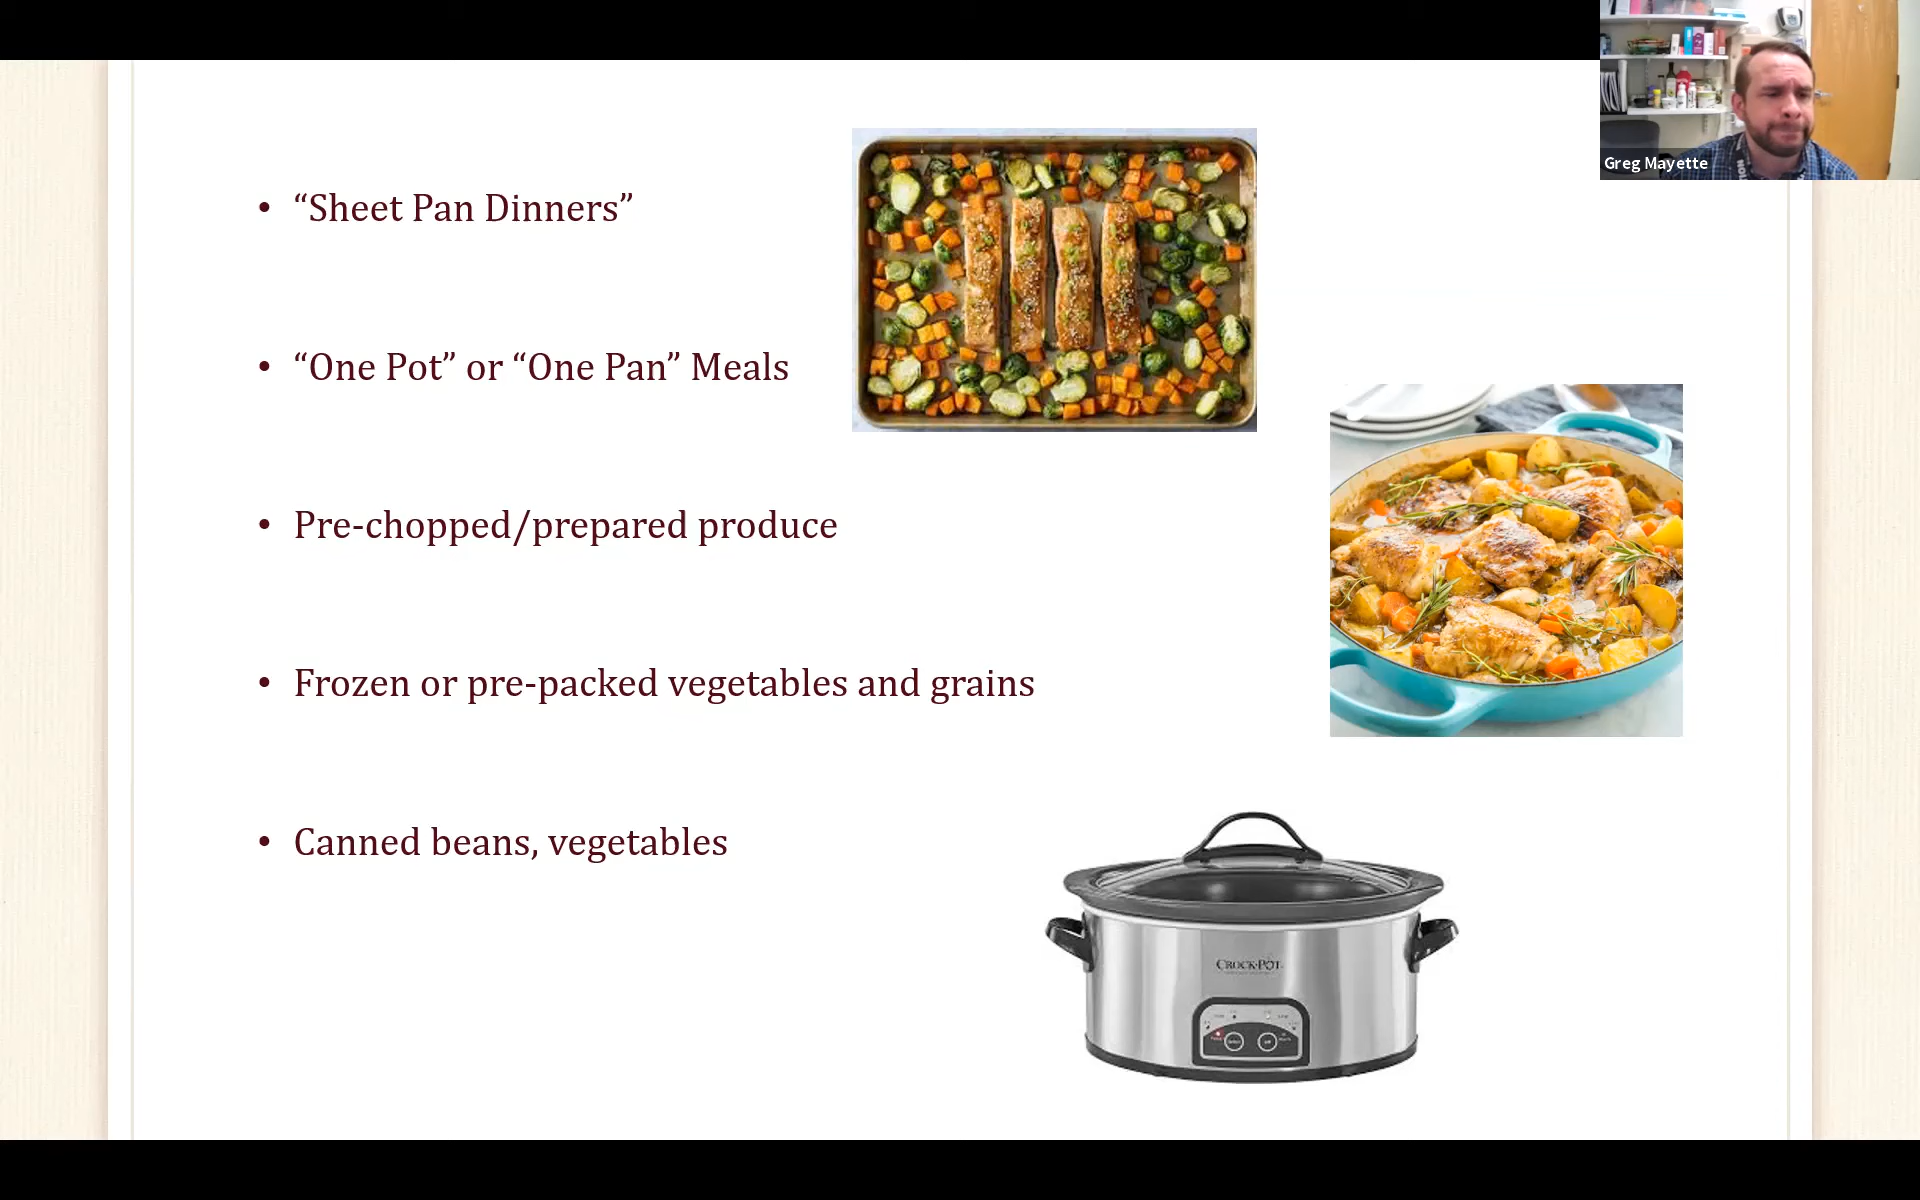 Greg Mayette
• “Sheet Pan Dinners”
• “One Pot” or “One Pan” Meals
• Pre-chopped/prepared produce
• Frozen or pre-packed vegetables and grains
• Canned beans, vegetables
CROCK•POT